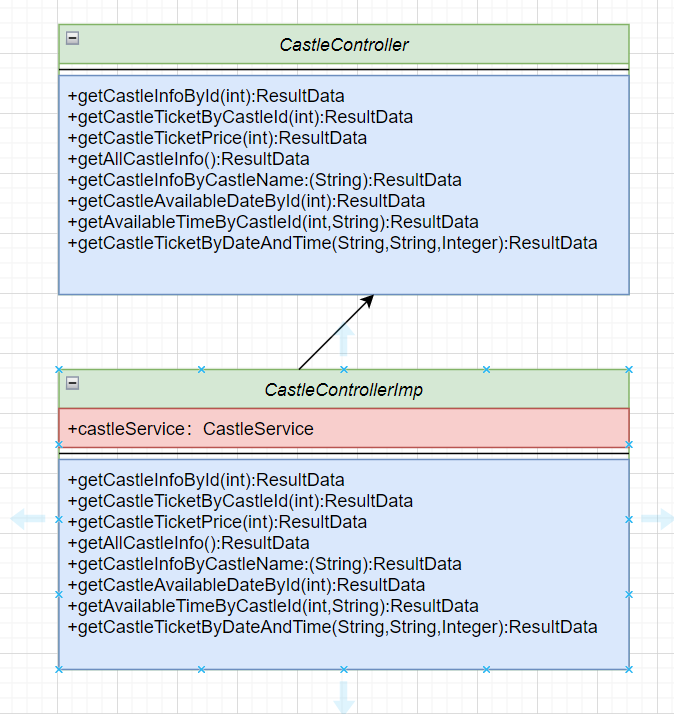 CastleController
+getCastleInfoById(int):ResultData
+getCastleTicketByCastleId(int):ResultData
+getCastleTicketPrice(int):ResultData
+getAllCastleInfo():ResultData
+getCastleInfoByCastleName:(String):ResultData
+getCastleAvailableDateById(int):ResultData
+getAvailableTimeByCastleId(int,String):ResultData
+getCastleTicketByDateAndTime(String,String,Integer):ResultData
CastleControllerImp
+castleService：CastleService
+getCastleInfoById(int):ResultData
+getCastleTicketByCastleId(int):ResultData
+getCastleTicketPrice(int):ResultData
+getAllCastleInfo():ResultData
+getCastleInfoByCastleName:(String):ResultData
+getCastleAvailableDateById(int):ResultData
+getAvailableTimeByCastleId(int,String):ResultData
+getCastleTicketByDateAndTime(String,String,Integer):ResultData